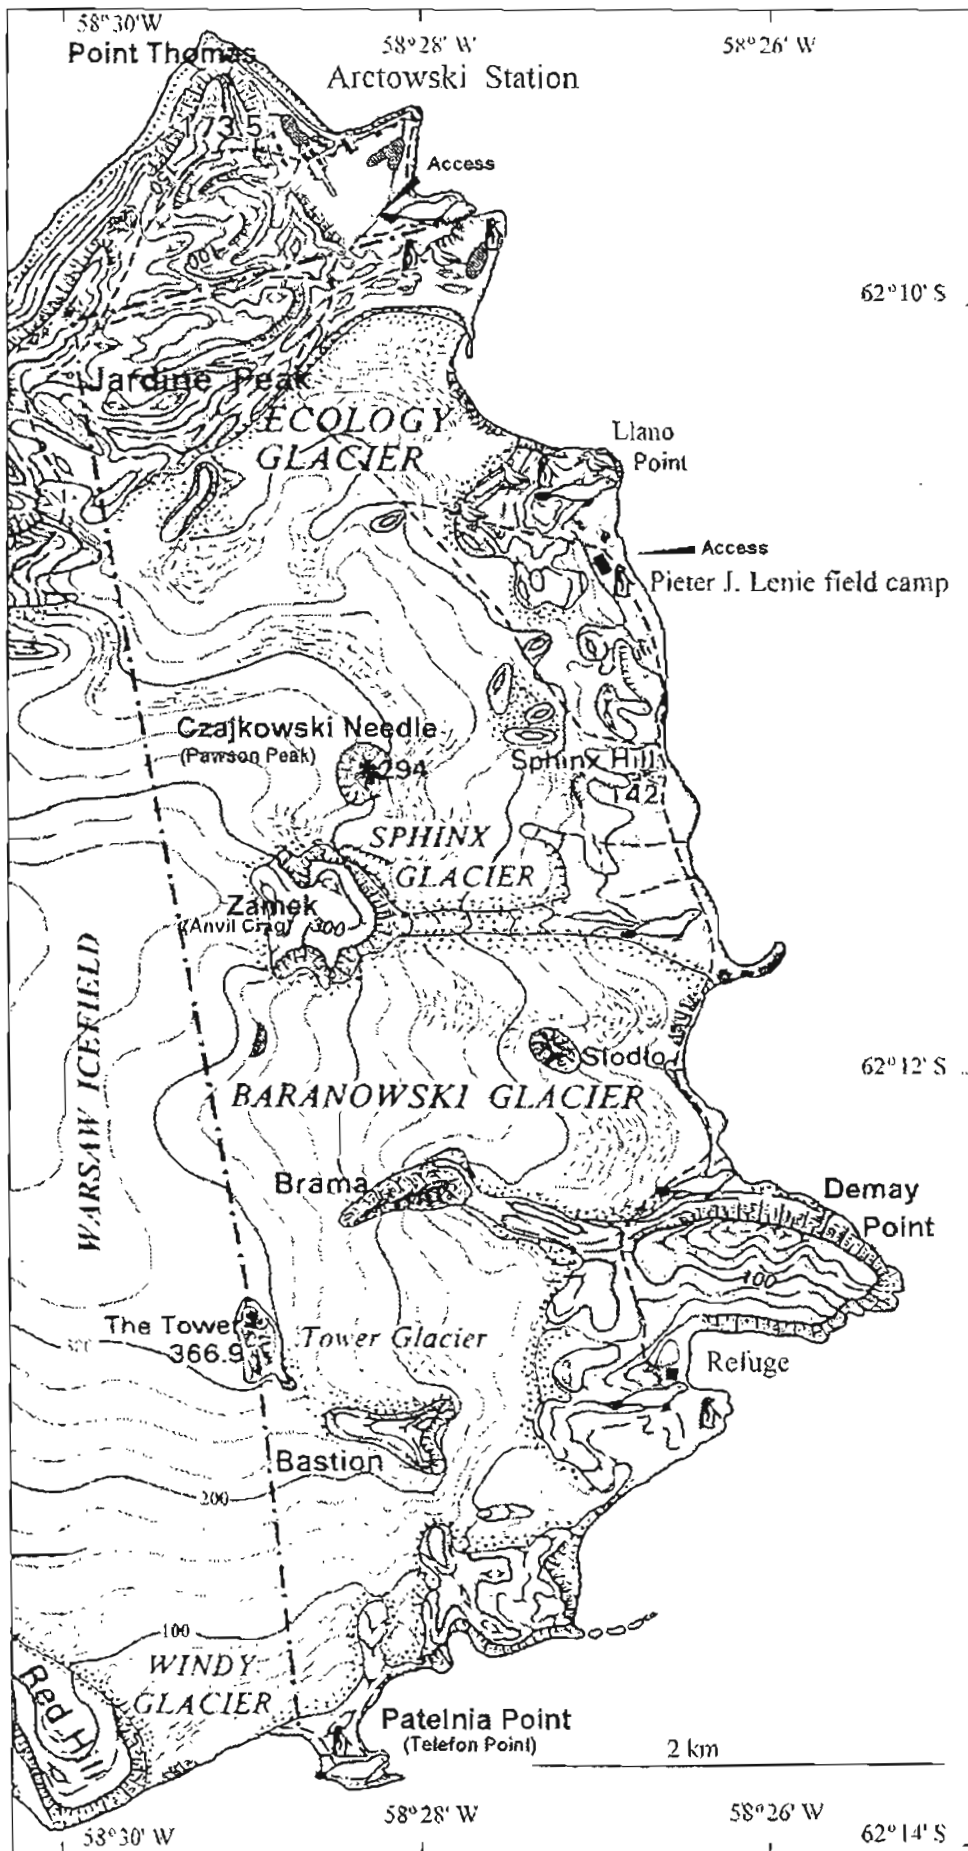 58°30'W
58°28' W
58°26' W
Point Thomas
Arctowski Station
173.5
Access
100
62°10' S
Jardine Peak
ECOLOGY
GLACIER
Llano
Point
Access
Pieter J. Lenie field camp
Czajkowski Needle
(Pawson Peak)
294
Sphinx Hill
142
SPHINX
GLACIER
Zamek
(Anvil Crag)
300
WARSAW ICEFIELD
Siodło
62°12' S
BARANOWSKI GLACIER
Brama
Demay
Point
100
The Tower
366.9
300
Tower Glacier
Refuge
Bastion
200
100
WINDY
GLACIER
Red Hill
Patelnia Point
(Telefon Point)
2 km
58°30' W
58°28' W
58°26' W
62°14' S